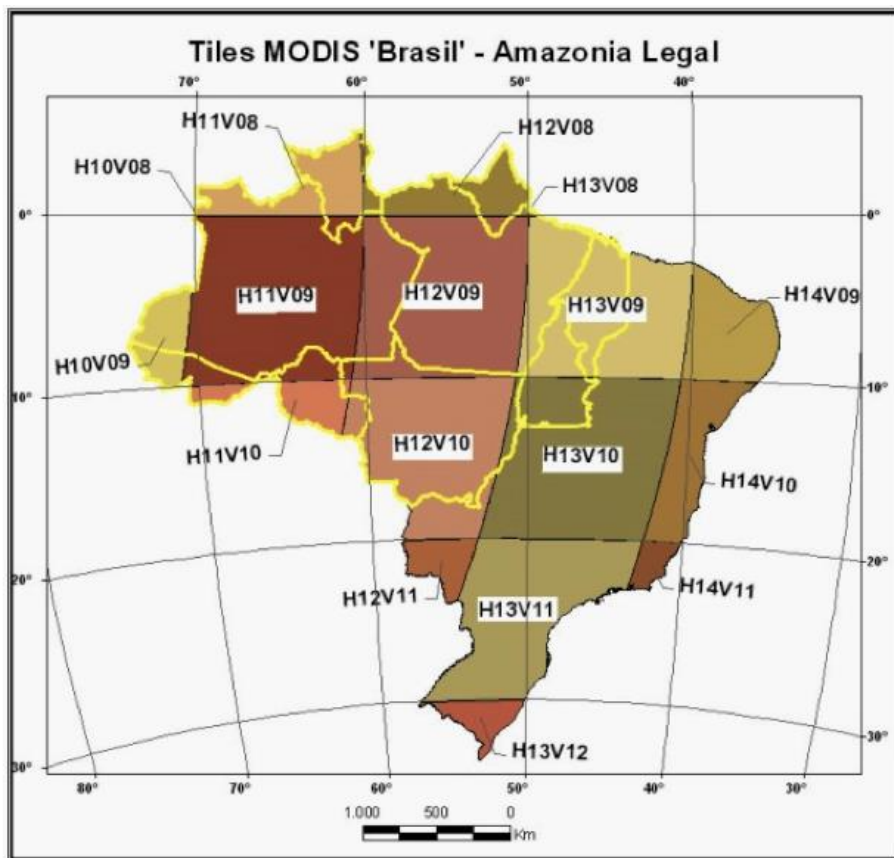 Tiles MODIS 'Brasil' - Amazonia Legal
70° 60° 50° 40°
H11V08
H12V08
H10V08
H13V08
0° 0°
H11V09
H12V09
H13V09
H14V09
H10V09
10° 10°
H12V10
H11V10
H13V10
H14V10
20° 20°
H12V11
H14V11
H13V11
30°
H13V12
30°
80° 70° 60° 50° 40° 30°
1.000 500 0
Km